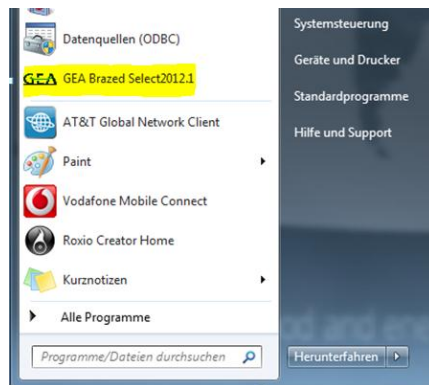 Datenquellen (ODBC)
GEA GEA Brazed Select2012.1
AT&T Global Network Client
Paint
Vodafone Mobile Connect
Roxio Creator Home
Kurznotizen
Alle Programme
Programme/Dateien durchsuchen
Systemsteuerung
Geräte und Drucker
Standardprogramme
Hilfe und Support
Herunterfahren